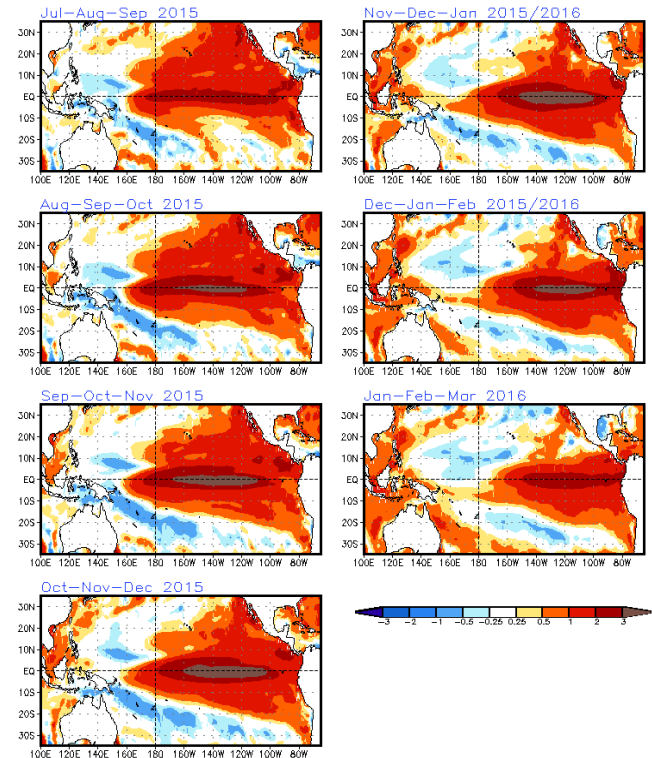 Jul-Aug-Sep 2015
30N
20N
10N
EQ
10S
20S
30S
100E 120E 140E 160E 180 160W 140W 120W 100W 80W
Aug-Sep-Oct 2015
30N
20N
10N
EQ
10S
20S
30S
100E 120E 140E 160E 180 160W 140W 120W 100W 80W
Sep-Oct-Nov 2015
30N
20N
10N
EQ
10S
20S
30S
100E 120E 140E 160E 180 160W 140W 120W 100W 80W
Oct-Nov-Dec 2015
30N
20N
10N
EQ
10S
20S
30S
100E 120E 140E 160E 180 160W 140W 120W 100W 80W
Nov-Dec-Jan 2015/2016
30N
20N
10N
EQ
10S
20S
30S
100E 120E 140E 160E 180 160W 140W 120W 100W 80W
Dec-Jan-Feb 2015/2016
30N
20N
10N
EQ
10S
20S
30S
100E 120E 140E 160E 180 160W 140W 120W 100W 80W
Jan-Feb-Mar 2016
30N
20N
10N
EQ
10S
20S
30S
100E 120E 140E 160E 180 160W 140W 120W 100W 80W
-3 -2 -1 -0.5 -0.25 0.25 0.5 1 2 3